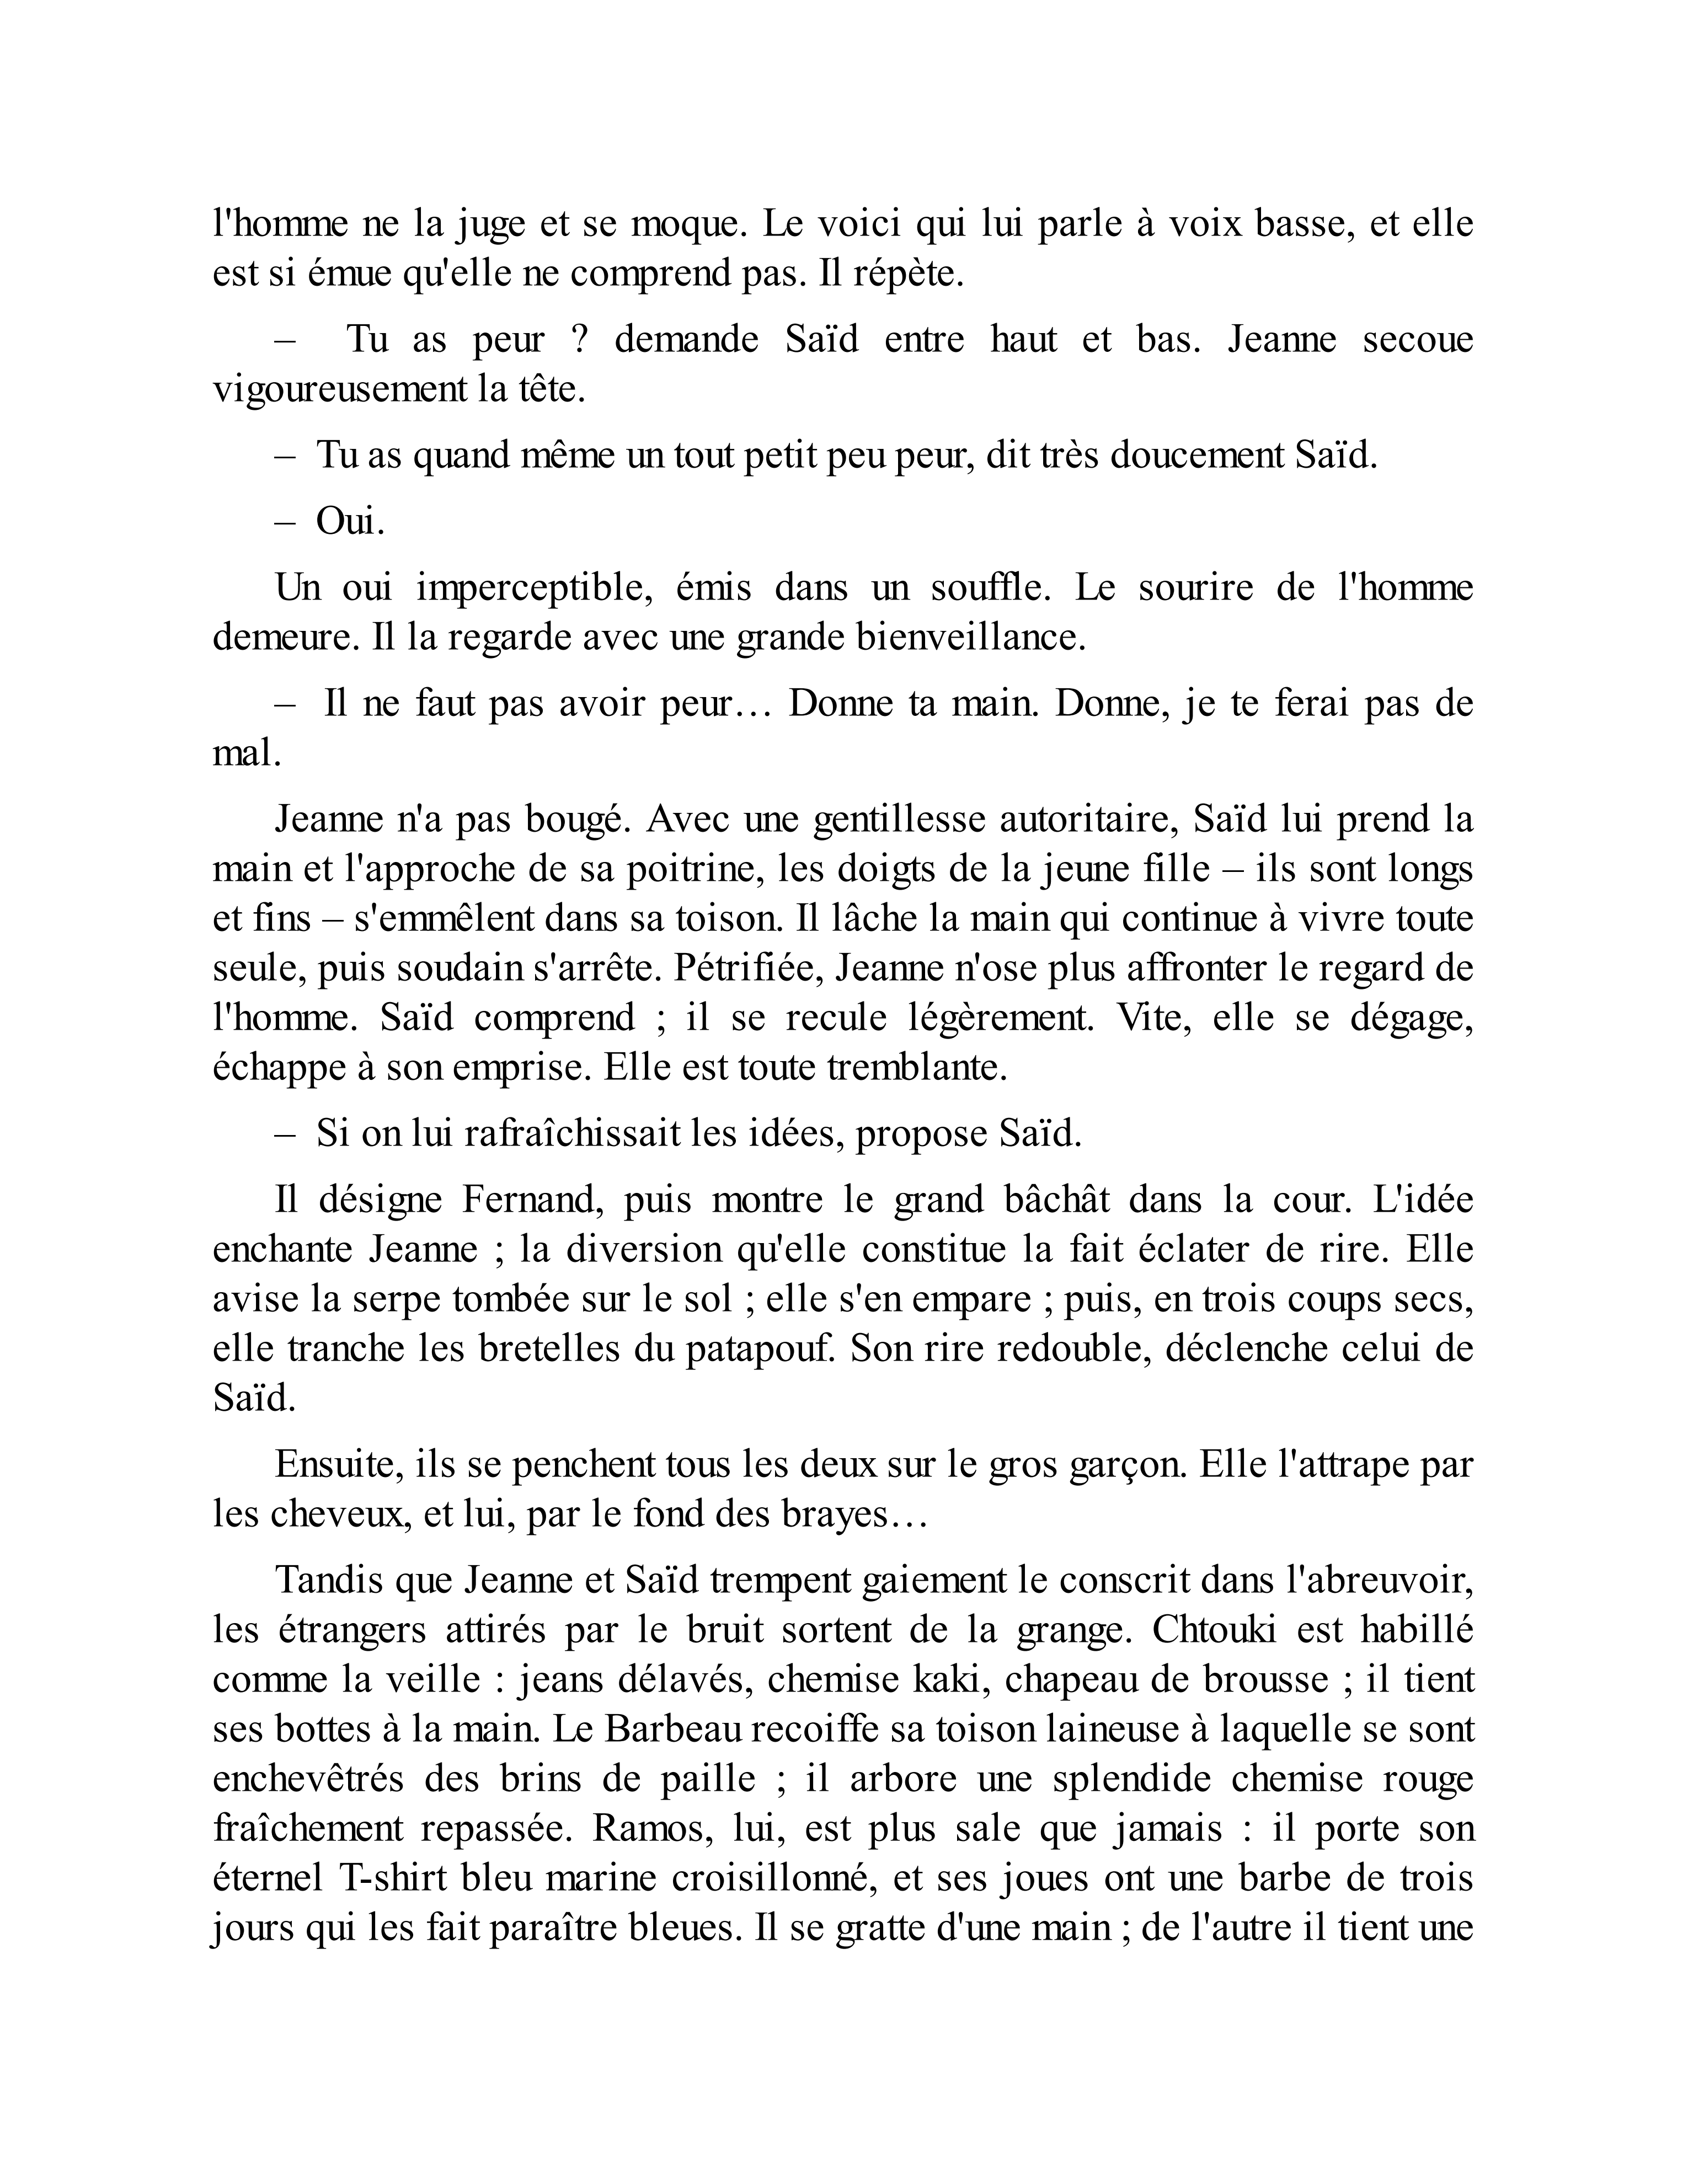 l'homme ne la juge et se moque. Le voici qui lui parle à voix basse, et elle
est si émue qu'elle ne comprend pas. Il répète.
– Tu as peur ? demande Saïd entre haut et bas. Jeanne secoue
vigoureusement la tête.
– Tu as quand même un tout petit peu peur, dit très doucement Saïd.
– Oui.
Un oui imperceptible, émis dans un souffle. Le sourire de l'homme
demeure. Il la regarde avec une grande bienveillance.
– Il ne faut pas avoir peur… Donne ta main. Donne, je te ferai pas de
mal.
Jeanne n'a pas bougé. Avec une gentillesse autoritaire, Saïd lui prend la
main et l'approche de sa poitrine, les doigts de la jeune fille – ils sont longs
et fins – s'emmêlent dans sa toison. Il lâche la main qui continue à vivre toute
seule, puis soudain s'arrête. Pétrifiée, Jeanne n'ose plus affronter le regard de
l'homme. Saïd comprend ; il se recule légèrement. Vite, elle se dégage,
échappe à son emprise. Elle est toute tremblante.
– Si on lui rafraîchissait les idées, propose Saïd.
Il désigne Fernand, puis montre le grand bâchât dans la cour. L'idée
enchante Jeanne ; la diversion qu'elle constitue la fait éclater de rire. Elle
avise la serpe tombée sur le sol ; elle s'en empare ; puis, en trois coups secs,
elle tranche les bretelles du patapouf. Son rire redouble, déclenche celui de
Saïd.
Ensuite, ils se penchent tous les deux sur le gros garçon. Elle l'attrape par
les cheveux, et lui, par le fond des brayes…
Tandis que Jeanne et Saïd trempent gaiement le conscrit dans l'abreuvoir,
les étrangers attirés par le bruit sortent de la grange. Chtouki est habillé
comme la veille : jeans délavés, chemise kaki, chapeau de brousse ; il tient
ses bottes à la main. Le Barbeau recoiffe sa toison laineuse à laquelle se sont
enchevêtrés des brins de paille ; il arbore une splendide chemise rouge
fraîchement repassée. Ramos, lui, est plus sale que jamais : il porte son
éternel T-shirt bleu marine croisillonné, et ses joues ont une barbe de trois
jours qui les fait paraître bleues. Il se gratte d'une main ; de l'autre il tient une